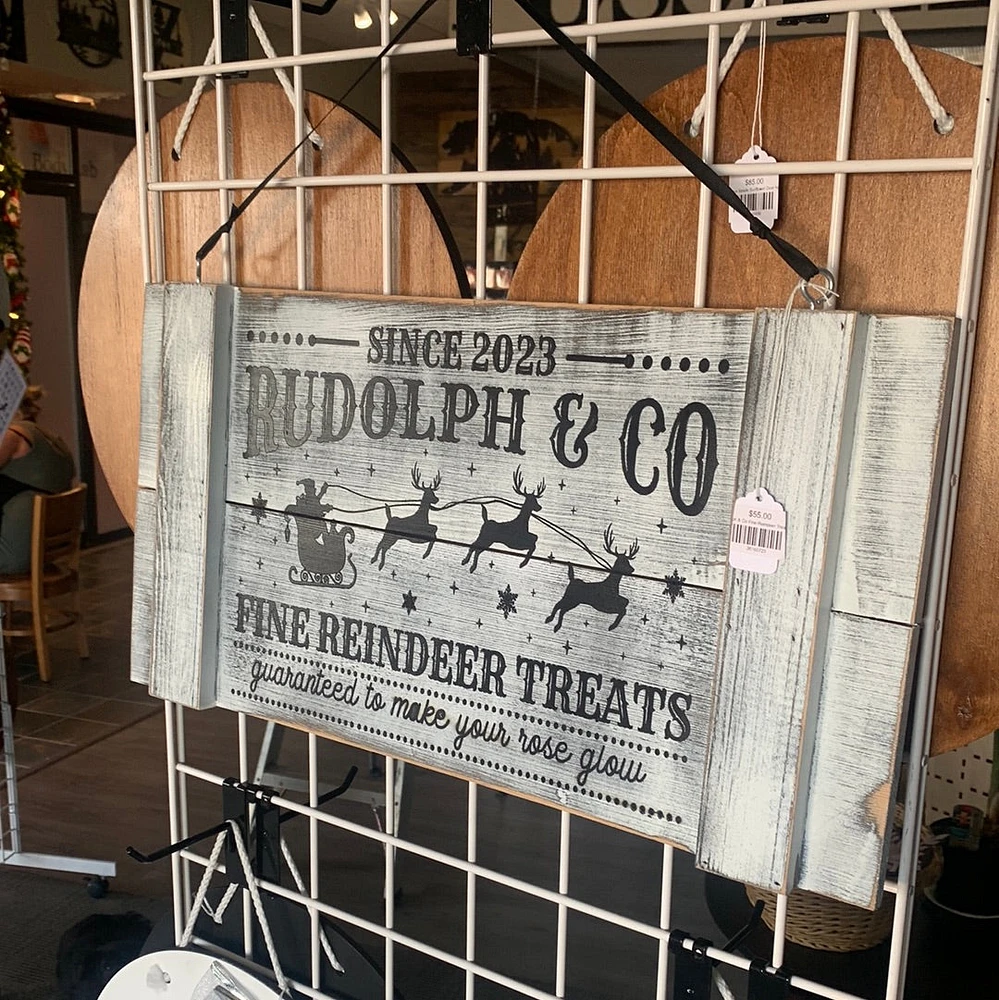 SINCE 2023
RUDOLPH & CO
FINE REINDEER TREATS
guaranteed to make your rose glow
$85.00
$55.00